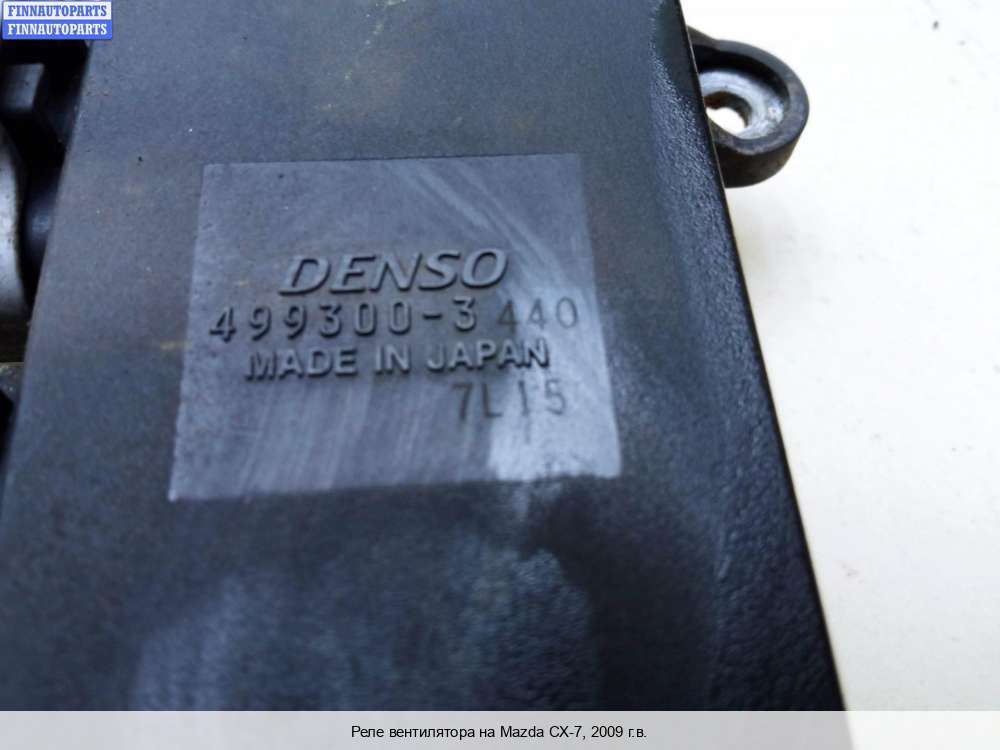 FINNAUTOPARTS
FINNAUTOPARTS
DENSO
499300-3440
MADE IN JAPAN
7L15
Реле вентилятора на Mazda CX-7, 2009 г.в.